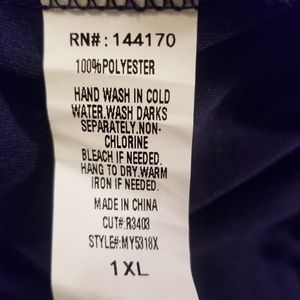 RN#: 144170
100%POLYESTER
HAND WASH IN COLD
WATER.WASH DARKS
SEPARATELY.NON-
CHLORINE
BLEACH IF NEEDED.
HANG TO DRY.WARM
IRON IF NEEDED.
MADE IN CHINA
CUT#:R3403
STYLE#:MY5318X
1XL